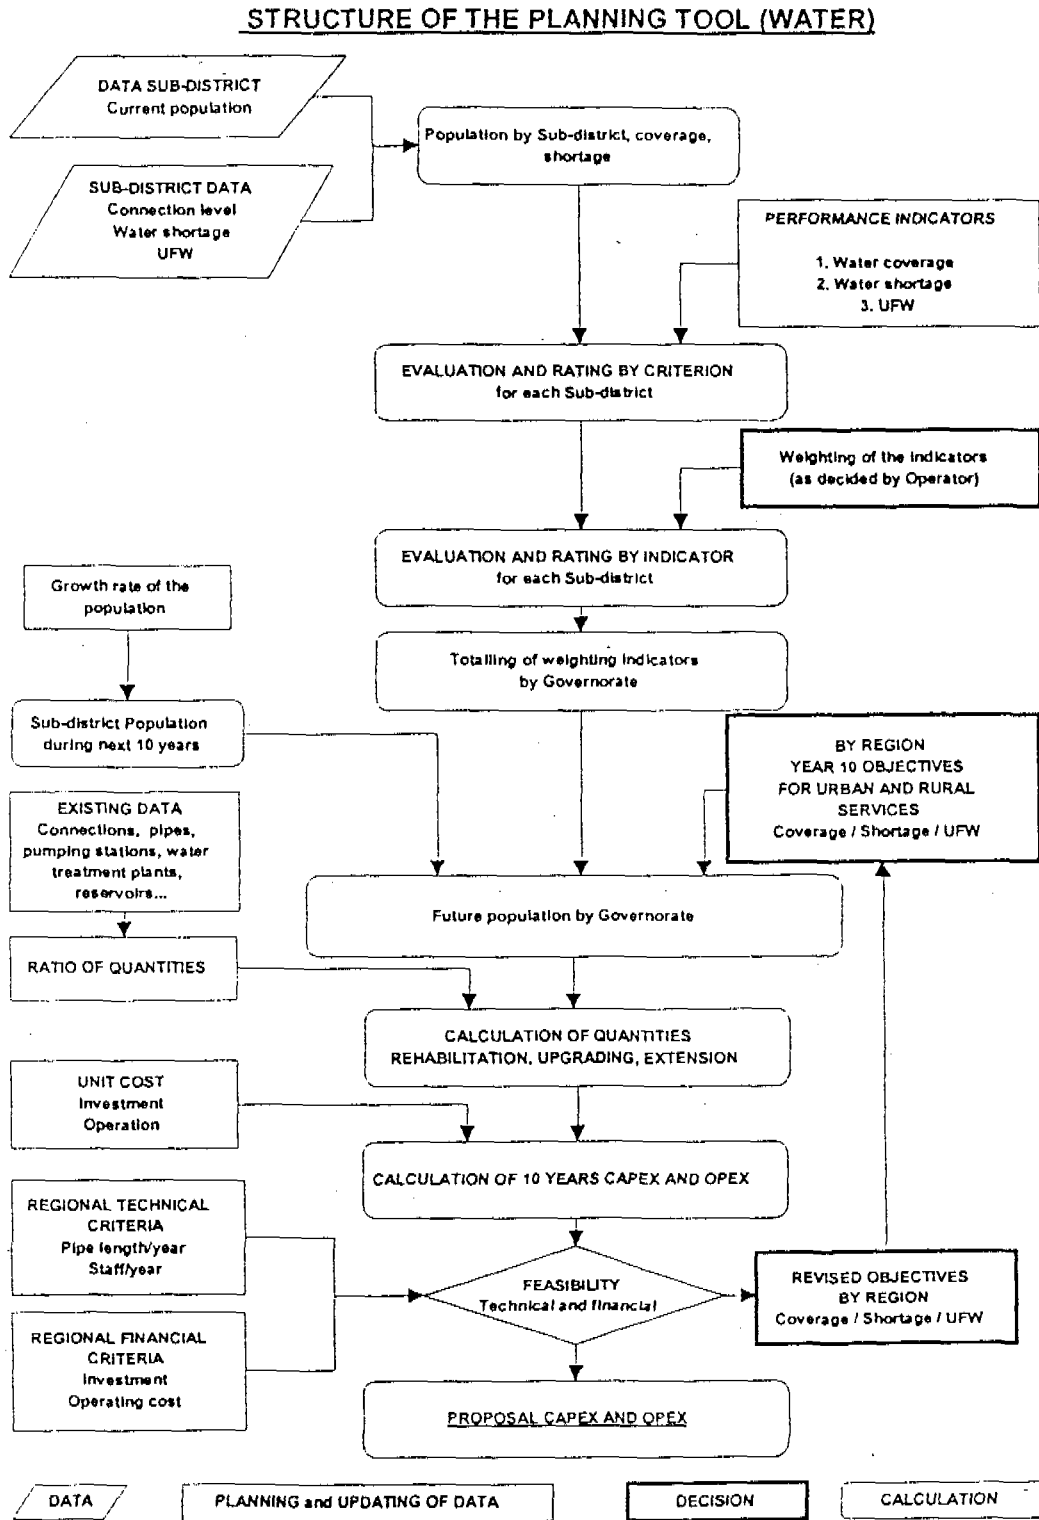 STRUCTURE OF THE PLANNING TOOL (WATER)
DATA SUB-DISTRICT
Current population
Population by Sub-district, coverage,
shortage
SUB-DISTRICT DATA
Connection level
Water shortage
UFW
PERFORMANCE INDICATORS
1. Water coverage
2. Water shortage
3. UFW
EVALUATION AND RATING BY CRITERION
for each Sub-district
Weighting of the indicators
(as decided by Operator)
EVALUATION AND RATING BY INDICATOR
for each Sub-district
Growth rate of the
population
Totalling of weighting indicators
by Governorate
Sub-district Population
during next 10 years
BY REGION
YEAR 10 OBJECTIVES
FOR URBAN AND RURAL
SERVICES
Coverage / Shortage / UFW
EXISTING DATA
Connections, pipes,
pumping stations, water
treatment plants,
reservoirs...
Future population by Governorate
RATIO OF QUANTITIES
CALCULATION OF QUANTITIES
REHABILITATION, UPGRADING, EXTENSION
UNIT COST
Investment
Operation
CALCULATION OF 10 YEARS CAPEX AND OPEX
REGIONAL TECHNICAL
CRITERIA
Pipe length/year
Staff/year
FEASIBILITY
Technical and financial
REVISED OBJECTIVES
BY REGION
Coverage / Shortage / UFW
REGIONAL FINANCIAL
CRITERIA
Investment
Operating cost
PROPOSAL CAPEX AND OPEX
DATA
PLANNING and UPDATING OF DATA
DECISION
CALCULATION